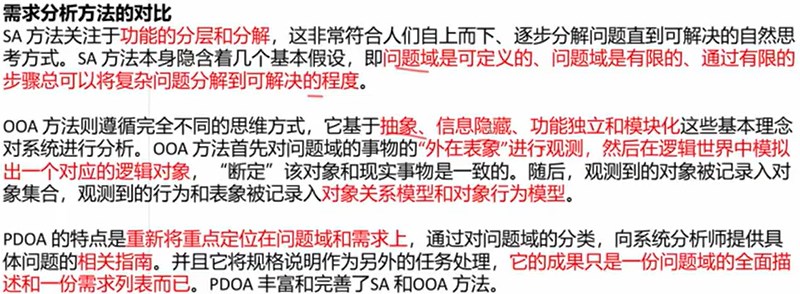 需求分析方法的对比
SA 方法关注于功能的分层和分解，这非常符合人们自上而下、逐步分解问题直到可解决的自然思
考方式。SA 方法本身隐含着几个基本假设，即问题域是可定义的、问题域是有限的、通过有限的
步骤总可以将复杂问题分解到可解决的程度。
OOA 方法则遵循完全不同的思维方式，它基于抽象、信息隐藏、功能独立和模块化这些基本理念
对系统进行分析。OOA 方法首先对问题域的事物的“外在表象”进行观测，然后在逻辑世界中模拟
出一个对应的逻辑对象，“断定”该对象和现实事物是一致的。随后，观测到的对象被记录入对
象集合，观测到的行为和表象被记录入对象关系模型和对象行为模型。
PDOA 的特点是重新将重点定位在问题域和需求上，通过对问题域的分类，向系统分析师提供具
体问题的相关指南。并且它将规格说明作为另外的任务处理，它的成果只是一份问题域的全面描
述和一份需求列表而已。PDOA 丰富和完善了SA 和OOA 方法。